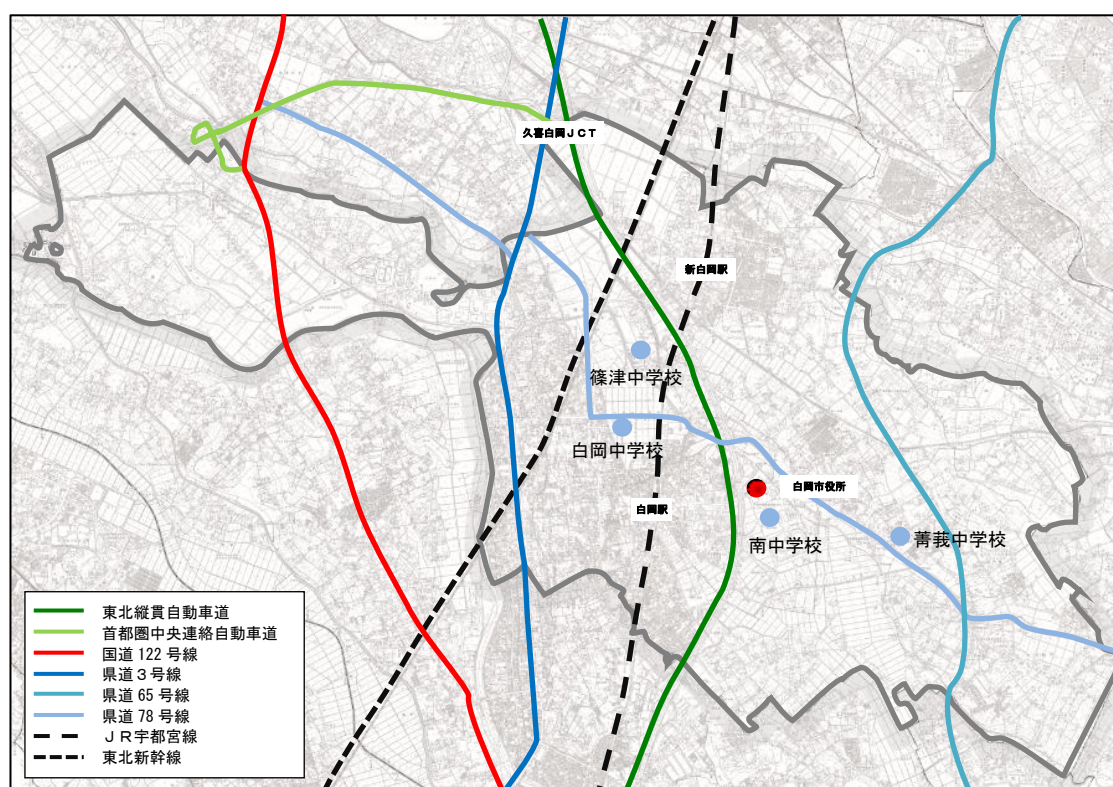 久喜白岡ＪＣＴ
新白岡駅
篠津中学校
白岡中学校
白岡市役所
白岡駅
南中学校
菁莪中学校
東北縦貫自動車道
首都圏中央連絡自動車道
国道 122 号線
県道３号線
県道 65 号線
県道 78 号線
ＪＲ宇都宮線
東北新幹線